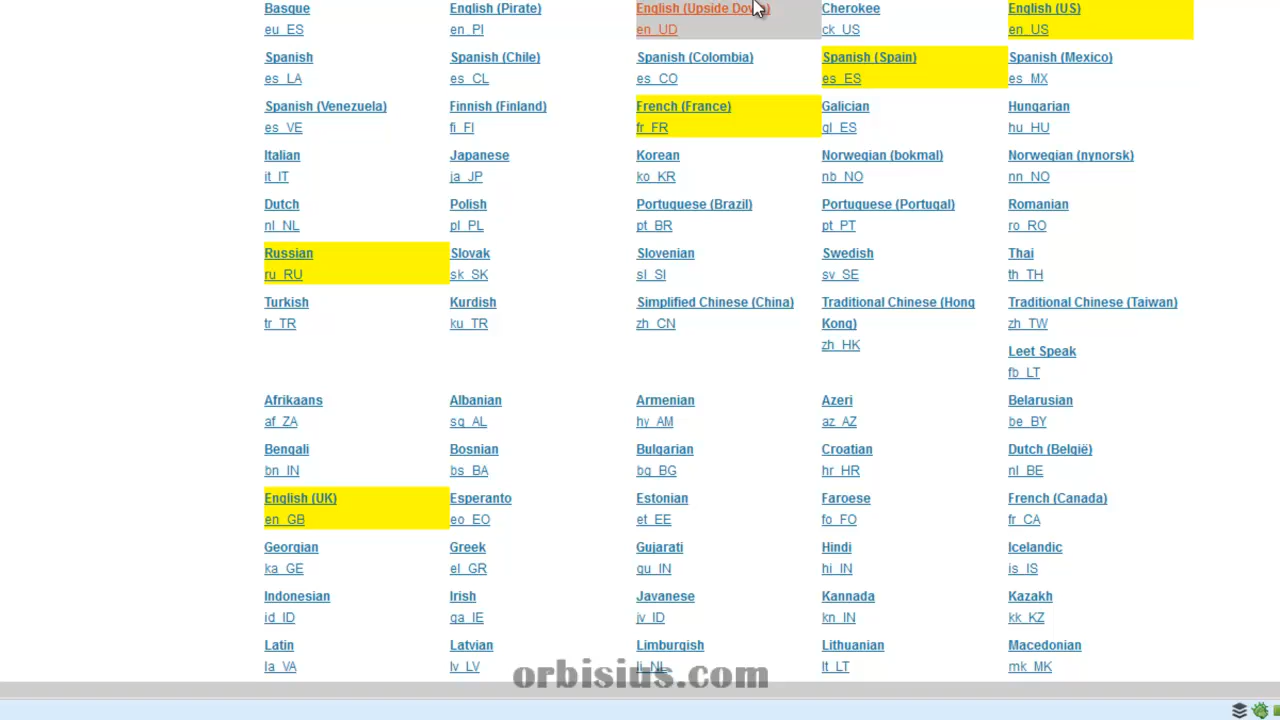 Basque English (Pirate) English (Upside Down) Cherokee English (US)
eu_ES en_PI en_UD ck_US en_US
Spanish Spanish (Chile) Spanish (Colombia) Spanish (Spain) Spanish (Mexico)
es_LA es_CL es_CO es_ES es_MX
Spanish (Venezuela) Finnish (Finland) French (France) Galician Hungarian
es_VE fi_FI fr_FR gl_ES hu_HU
Italian Japanese Korean Norwegian (bokmal) Norwegian (nynorsk)
it_IT ja_JP ko_KR nb_NO nn_NO
Dutch Polish Portuguese (Brazil) Portuguese (Portugal) Romanian
nl_NL pl_PL pt_BR pt_PT ro_RO
Russian Slovak Slovenian Swedish Thai
ru_RU sk_SK sl_SI sv_SE th_TH
Turkish Kurdish Simplified Chinese (China) Traditional Chinese (Hong Traditional Chinese (Taiwan)
tr_TR ku_TR zh_CN Kong) zh_TW
zh_HK
Leet Speak
fb_LT
Afrikaans Albanian Armenian Azeri Belarusian
af_ZA sq_AL hy_AM az_AZ be_BY
Bengali Bosnian Bulgarian Croatian Dutch (België)
bn_IN bs_BA bg_BG hr_HR nl_BE
English (UK) Esperanto Estonian Faroese French (Canada)
en_GB eo_EO et_EE fo_FO fr_CA
Georgian Greek Gujarati Hindi Icelandic
ka_GE el_GR gu_IN hi_IN is_IS
Indonesian Irish Javanese Kannada Kazakh
id_ID ga_IE jv_ID kn_IN kk_KZ
Latin Latvian Limburgish Lithuanian Macedonian
la_VA lv_LV li_NL lt_LT mk_MK
orbisius.com